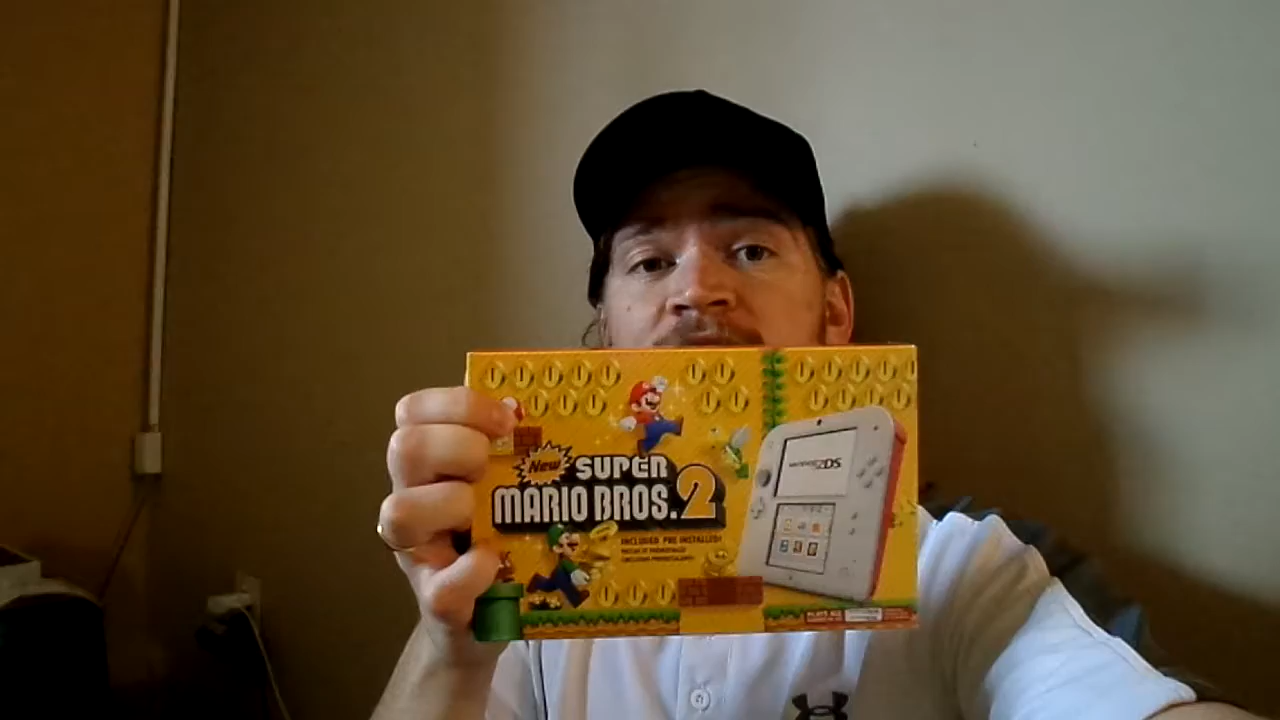 New SUPER
MARIO BROS. 2
INCLUDED PRE INSTALLED!
NINTENDO 2DS